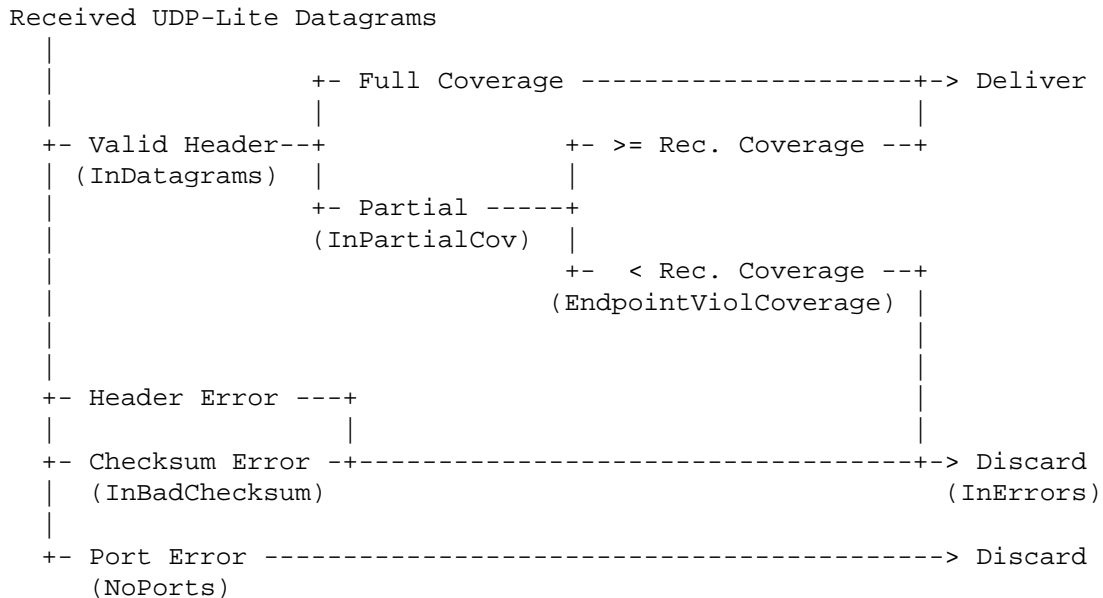 Received UDP-Lite Datagrams
|
|                +- Full Coverage ---------------------+-> Deliver
|                |                                     |
+- Valid Header--+               +- >= Rec. Coverage --+
| (InDatagrams)  |               |
|                +- Partial -----+
|                (InPartialCov)  |
|                                +-  < Rec. Coverage --+
|                               (EndpointViolCoverage) |
|                                                      |
|                                                      |
+- Header Error ---+                                   |
|                  |                                   |
+- Checksum Error -+-----------------------------------+-> Discard
|  (InBadChecksum)                                      (InErrors)
|
+- Port Error -------------------------------------------> Discard
(NoPorts)